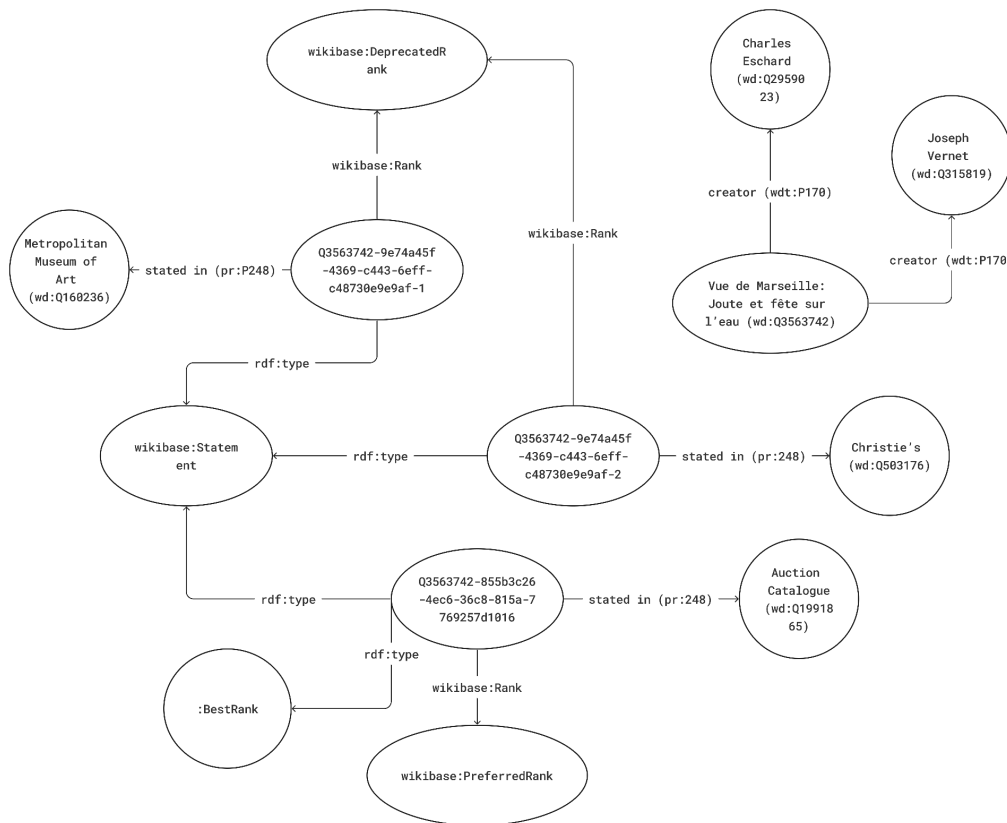 wikibase:DeprecatedR
ank
Charles
Eschard
(wd:Q29590
23)
Joseph
Vernet
(wd:Q315819)
wikibase:Rank
creator (wdt:P170)
Metropolitan
Museum of
Art
(wd:Q160236)
stated in (pr:P248)
Q3563742-9e74a45f
-4369-c443-6eff-
c48730e9e9af-1
wikibase:Rank
creator (wdt:P170
Vue de Marseille:
Joute et fête sur
l'eau (wd:Q3563742)
rdf:type
wikibase:Statem
ent
rdf:type
Q3563742-9e74a45f
-4369-c443-6eff-
c48730e9e9af-2
stated in (pr:248)
Christie's
(wd:Q503176)
rdf:type
Q3563742-855b3c26
-4ec6-36c8-815a-7
769257d1016
stated in (pr:248)
Auction
Catalogue
(wd:Q19918
65)
rdf:type
wikibase:Rank
:BestRank
wikibase:PreferredRank